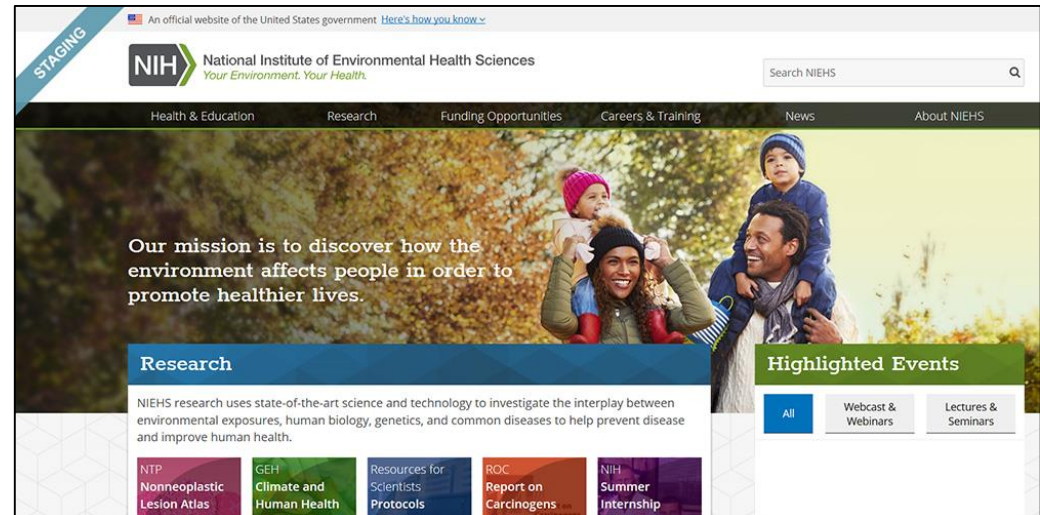 STAGING
An official website of the United States government Here's how you know
NIH
National Institute of Environmental Health Sciences
Your Environment. Your Health.
Search NIEHS
Health & Education Research Funding Opportunities Careers & Training News About NIEHS
Our mission is to discover how the
environment affects people in order to
promote healthier lives.
Research
NIEHS research uses state-of-the-art science and technology to investigate the interplay between
environmental exposures, human biology, genetics, and common diseases to help prevent disease
and improve human health.
NTP
Nonneoplastic
Lesion Atlas
GEH
Climate and
Human Health
Resources for
Scientists
Protocols
ROC
Report on
Carcinogens
NIH
Summer
Internship
Highlighted Events
All
Webcast &
Webinars
Lectures &
Seminars